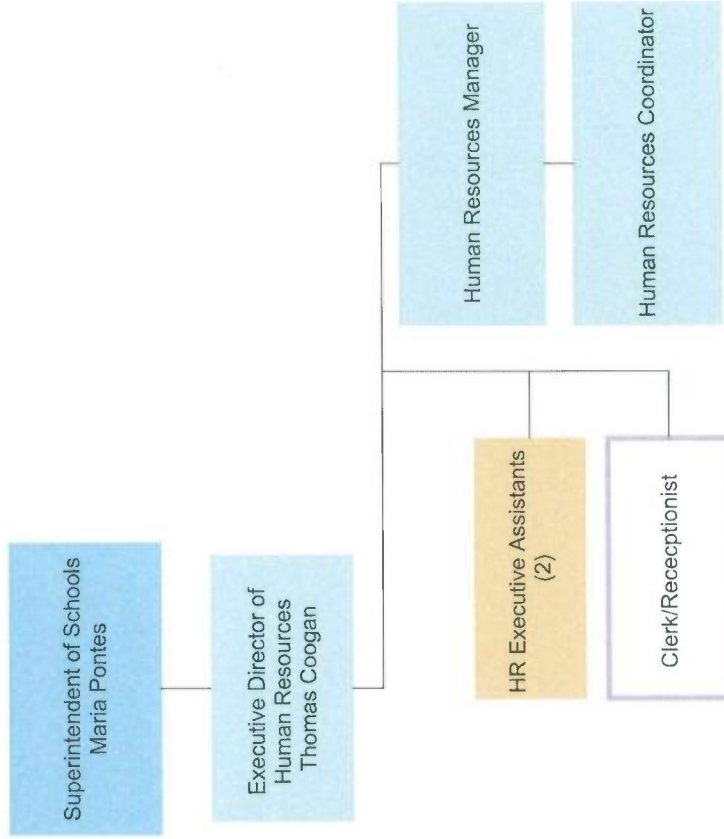 Superintendent of Schools
Maria Pontes
Executive Director of
Human Resources
Thomas Coogan
HR Executive Assistants
(2)
Clerk/Rececptionist
Human Resources Manager
Human Resources Coordinator